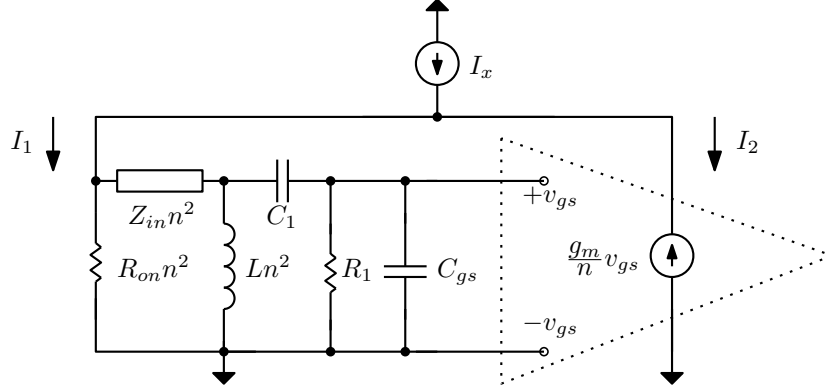 I_x
I_1
I_2
Z_{in}n^2
C_1
+v_{gs}
R_{on}n^2
Ln^2
R_1
C_{gs}
\frac{g_m}{n}v_{gs}
-v_{gs}